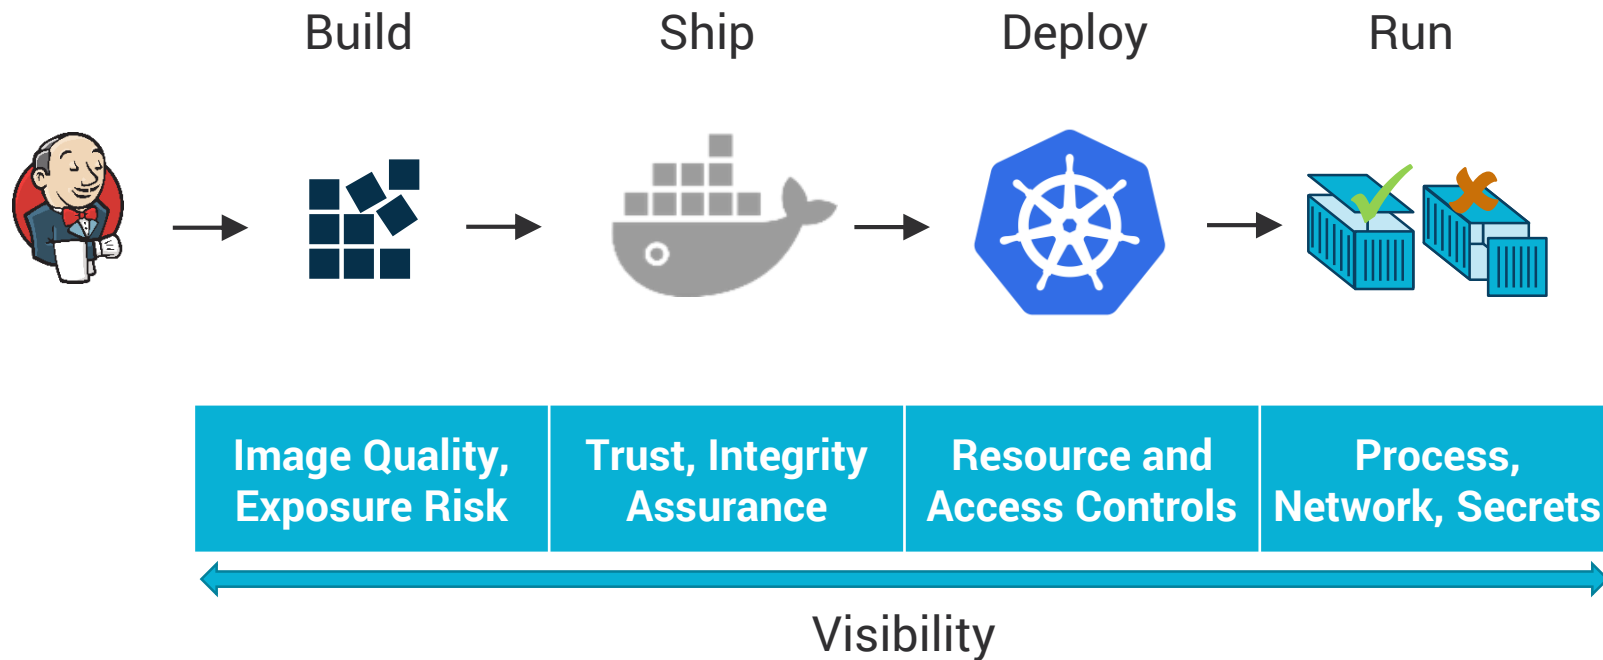 Build
Ship
Deploy
Run
Image Quality,
Exposure Risk
Trust, Integrity
Assurance
Resource and
Access Controls
Process,
Network, Secrets
Visibility